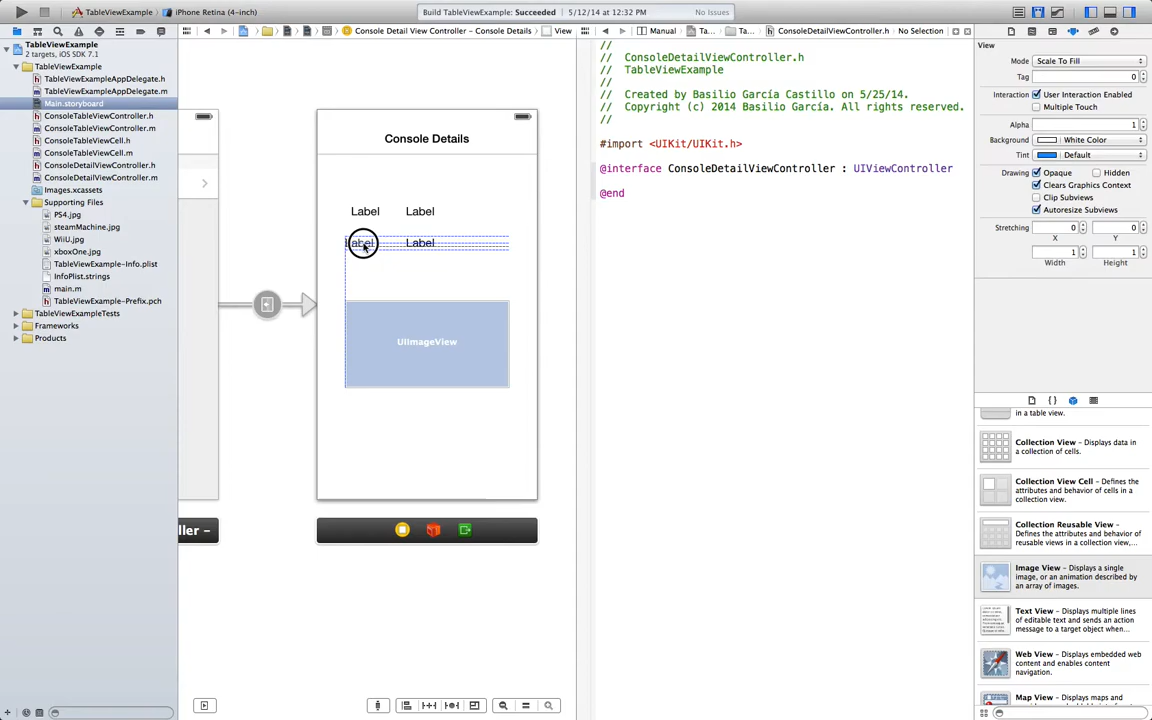 TableViewExample
iPhone Retina (4-inch)
Build TableViewExample: Succeeded
5/12/14 at 12:32 PM
No Issues
Console Detail View Controller – Console Details
View
Manual
Ta...
Ta...
ConsoleDetailViewController.h
No Selection
TableViewExample
2 targets, iOS SDK 7.1
TableViewExample
TableViewExampleAppDelegate.h
TableViewExampleAppDelegate.m
Main.storyboard
ConsoleTableViewController.h
ConsoleTableViewController.m
ConsoleTableViewCell.h
ConsoleTableViewCell.m
ConsoleDetailViewController.h
ConsoleDetailViewController.m
Images.xcassets
Supporting Files
PS4.jpg
steamMachine.jpg
WiiU.jpg
xboxOne.jpg
TableViewExample-Info.plist
InfoPlist.strings
main.m
TableViewExample-Prefix.pch
TableViewExampleTests
Frameworks
Products
Console Details
Label
Label
Label
Label
UIImageView
ller –
//
// ConsoleDetailViewController.h
// TableViewExample
//
// Created by Basilio García Castillo on 5/25/14.
// Copyright (c) 2014 Basilio García. All rights reserved.
//
#import <UIKit/UIKit.h>
@interface ConsoleDetailViewController : UIViewController
@end
View
Mode Scale To Fill
Tag 0
Interaction User Interaction Enabled
Multiple Touch
Alpha 1
Background White Color
Tint Default
Drawing Opaque Hidden
Clears Graphics Context
Clip Subviews
Autoresize Subviews
Stretching 0 0
X Y
1 1
Width Height
in a table view.
Collection View – Displays data in
a collection of cells.
Collection View Cell – Defines the
attributes and behavior of cells in a
collection view.
Collection Reusable View –
Defines the attributes and behavior of
reusable views in a collection view,...
Image View – Displays a single
image, or an animation described by
an array of images.
Text View – Displays multiple lines
of editable text and sends an action
message to a target object when...
Web View – Displays embedded web
content and enables content
navigation.
Map View – Displays maps and